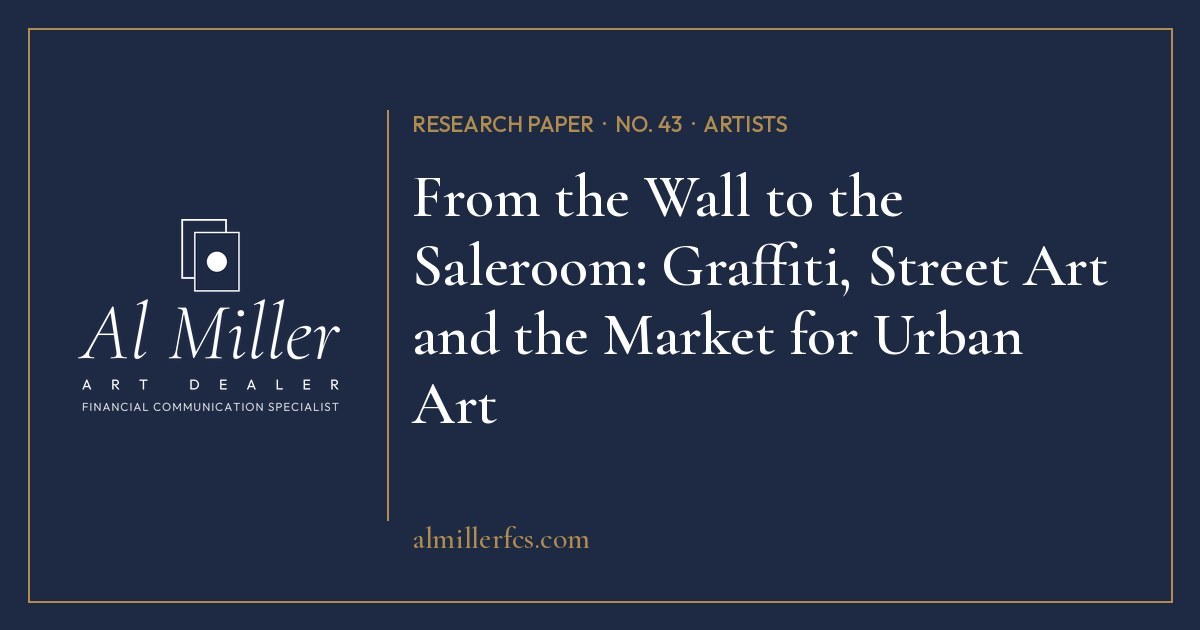 Al Miller
ART DEALER
FINANCIAL COMMUNICATION SPECIALIST
RESEARCH PAPER · NO. 43 · ARTISTS
From the Wall to the
Saleroom: Graffiti, Street Art
and the Market for Urban
Art
almillerfcs.com